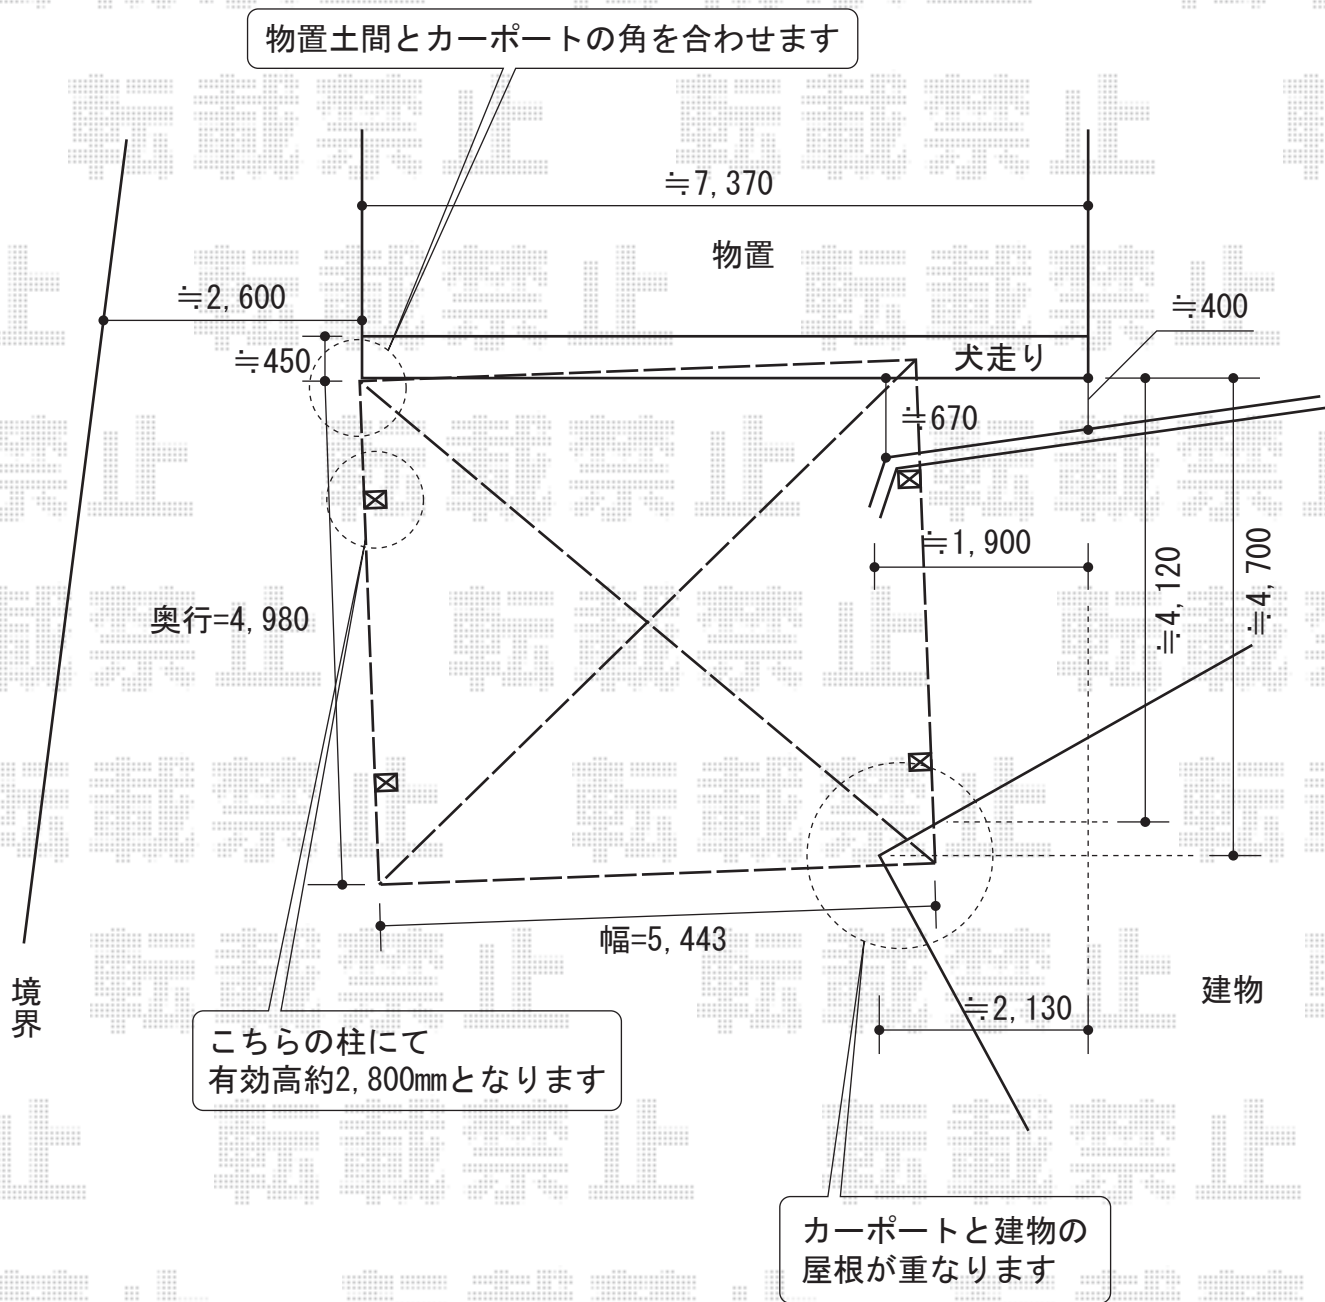 物置土間とカーポートの角を合わせます
≒7,370
物置
≒2,600
≒400
≒450
犬走り
≒670
≒1,900
≒4,120
≒4,700
奥行=4,980
幅=5,443
境界
建物
≒2,130
こちらの柱にて
有効高約2,800mmとなります
カーポートと建物の
屋根が重なります
転載禁止